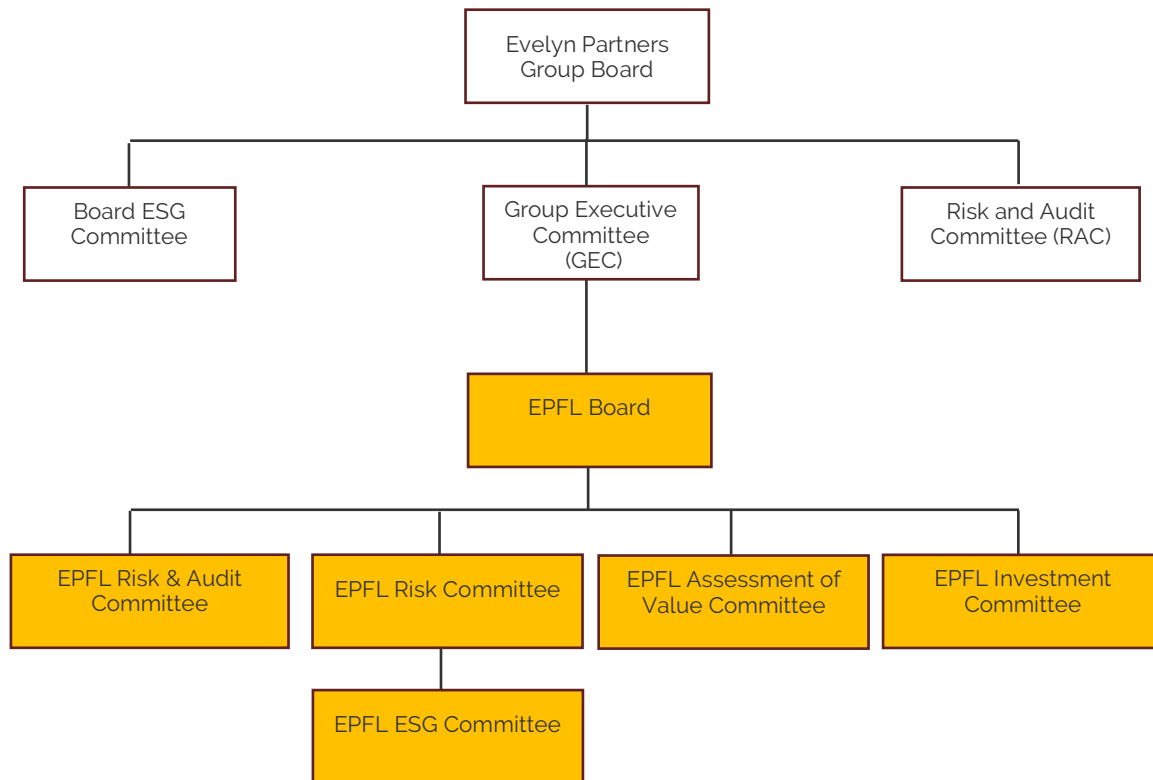 Evelyn Partners
Group Board
Board ESG
Committee
Group Executive
Committee
(GEC)
Risk and Audit
Committee (RAC)
EPFL Board
EPFL Risk & Audit
Committee
EPFL Risk Committee
EPFL Assessment of
Value Committee
EPFL Investment
Committee
EPFL ESG Committee